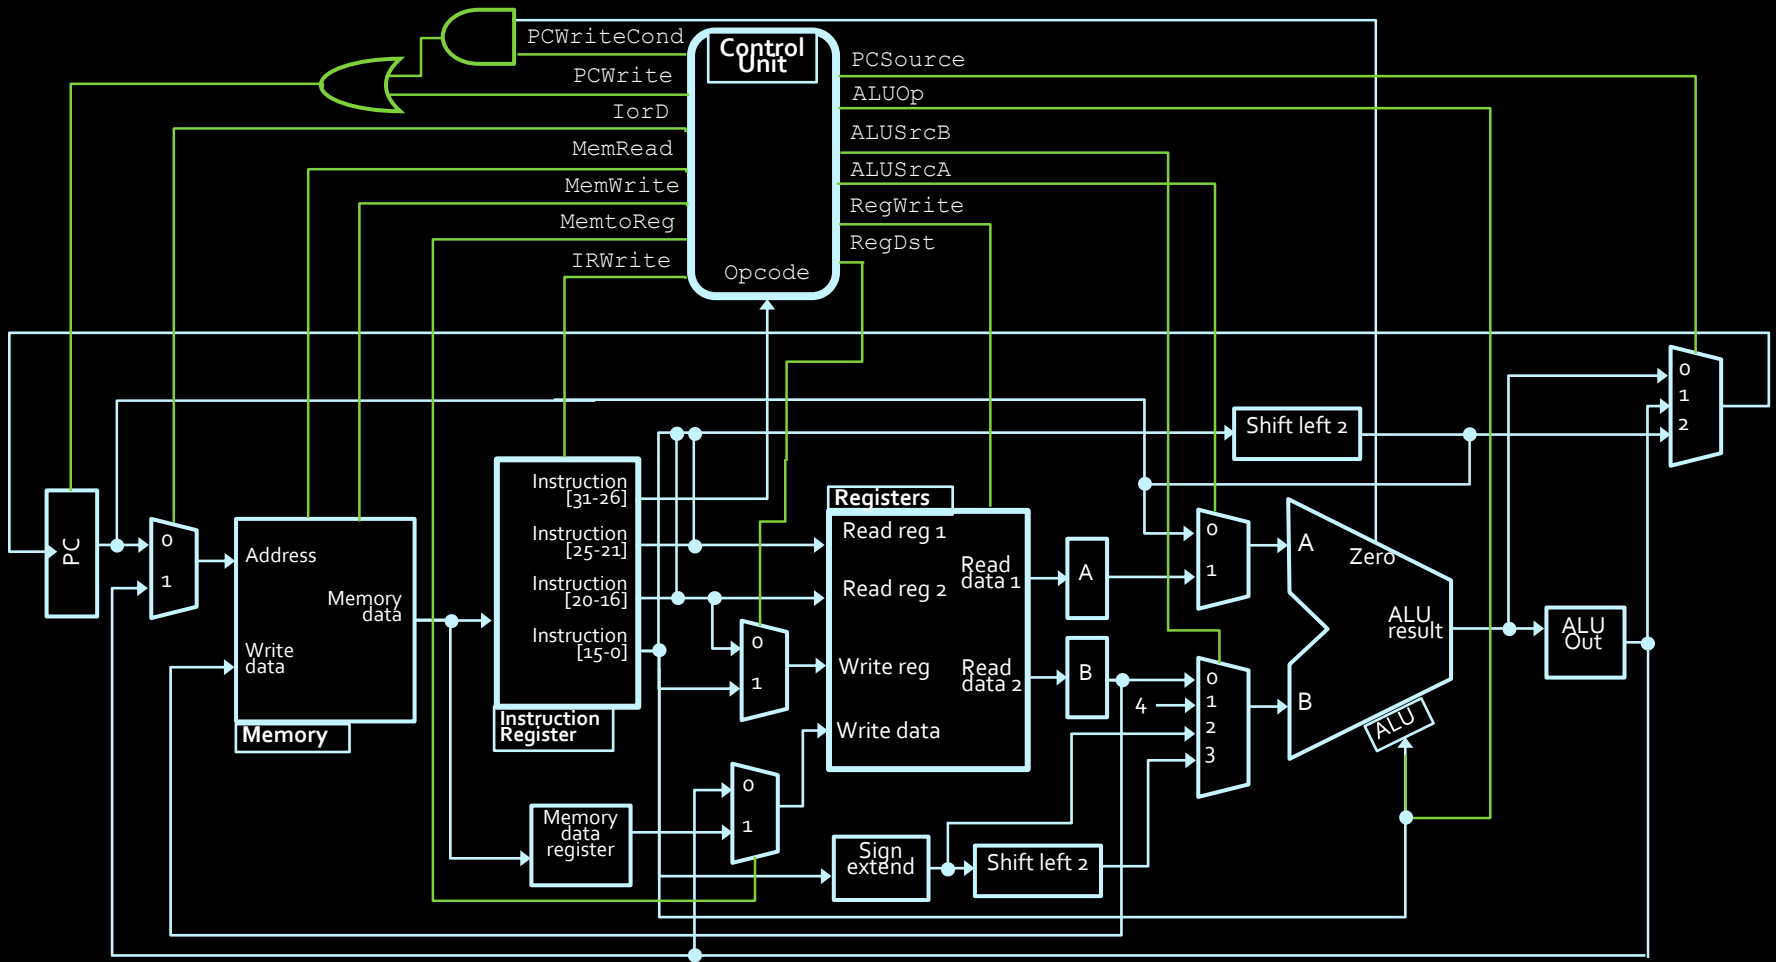 PCWriteCond
PCWrite
IorD
MemRead
MemWrite
MemtoReg
IRWrite
Control
Unit
Opcode
PCSource
ALUOp
ALUSrcB
ALUSrcA
RegWrite
RegDst
PC
0
1
Address
Memory
data
Write
data
Memory
Instruction
[31-26]
Instruction
[25-21]
Instruction
[20-16]
Instruction
[15-0]
Instruction
Register
Memory
data
register
0
1
0
1
Registers
Read reg 1
Read reg 2
Write reg
Write data
Read
data 1
Read
data 2
Sign
extend
Shift left 2
A
B
4
0
1
0
1
2
3
Shift left 2
A
B
Zero
ALU
result
ALU
ALU
Out
0
1
2